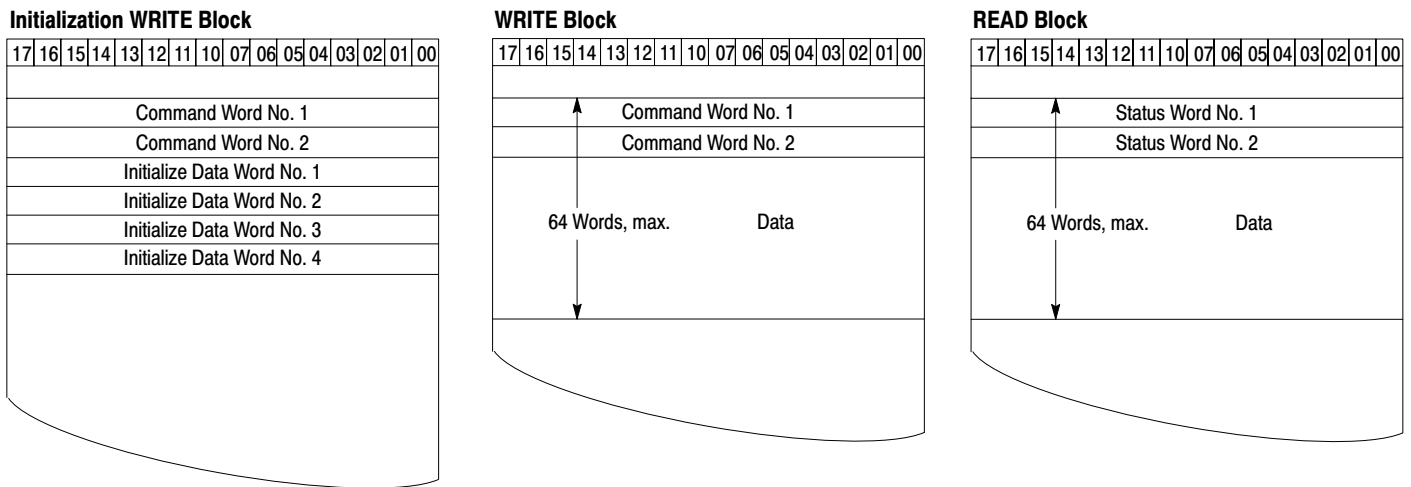 Initialization WRITE Block
17 16 15 14 13 12 11 10 07 06 05 04 03 02 01 00
Command Word No. 1
Command Word No. 2
Initialize Data Word No. 1
Initialize Data Word No. 2
Initialize Data Word No. 3
Initialize Data Word No. 4
WRITE Block
17 16 15 14 13 12 11 10 07 06 05 04 03 02 01 00
Command Word No. 1
Command Word No. 2
64 Words, max. Data
READ Block
17 16 15 14 13 12 11 10 07 06 05 04 03 02 01 00
Status Word No. 1
Status Word No. 2
64 Words, max. Data